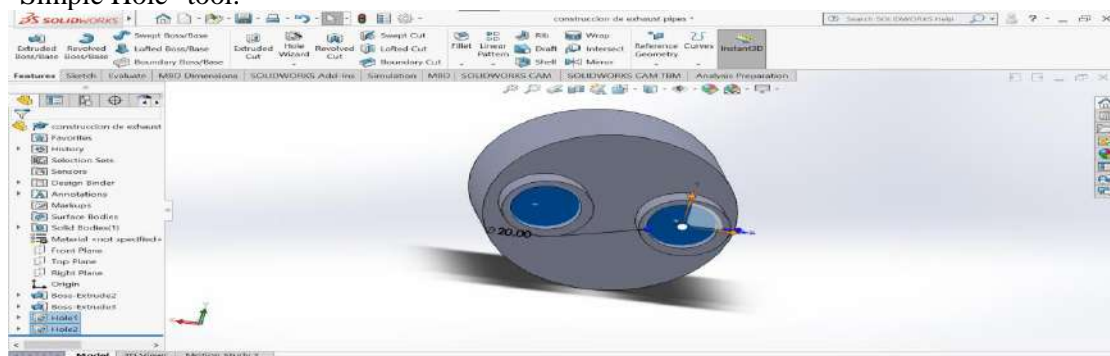 "Simple Hole" tool.
SOLIDWORKS
construccion de exhaust pipes *
Search SOLIDWORKS Help
Extruded Boss/Base
Revolved Boss/Base
Swept Boss/Base
Lofted Boss/Base
Boundary Boss/Base
Extruded Cut
Hole Wizard
Revolved Cut
Swept Cut
Lofted Cut
Boundary Cut
Fillet
Linear Pattern
Rib
Draft
Shell
Wrap
Intersect
Mirror
Reference Geometry
Curves
Instant3D
Features Sketch Evaluate MBD Dimensions SOLIDWORKS Add-Ins Simulation MBD SOLIDWORKS CAM SOLIDWORKS CAM TBM Analysis Preparation
construccion de exhaust
Favorites
History
Selection Sets
Sensors
Design Binder
Annotations
Markups
Surface Bodies
Solid Bodies(1)
Material <not specified>
Front Plane
Top Plane
Right Plane
Origin
Boss-Extrude2
Boss-Extrude3
Hole1
Hole2
20.00
Model 3D Views Motion Study 1